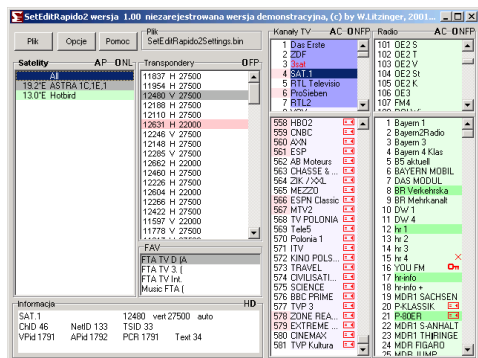 SetEditRapido2 wersja 1.00 niezarejestrowana wersja demonstracyjna, (c) by W.Litzinger, 2001...
Plik
Opcje
Pomoc
Plik
SetEditRapido2Settings.bin
Satelity AP ONL
All
19.2°E ASTRA 1C,1E,1
13.0°E Hotbird
Transpondery OFP
11837 H 27500
11954 H 27500
12480 V 27500
12188 H 27500
12110 H 27500
12631 H 22000
12246 V 27500
12148 H 27500
12285 V 27500
12662 H 22000
12460 H 27500
12226 H 27500
12604 H 22000
12266 H 27500
12422 H 27500
11597 V 22000
11778 V 27500
FAV
FTA TV D (A
FTA TV 3. (
FTA TV Int.
Music FTA (
Informacja HD
SAT.1 12480 vert 27500 auto
ChID 46 NetID 133 TSID 33
VPid 1791 APid 1792 PCR 1791 Text 34
Kanały TV AC ONFP
1 Das Erste
2 ZDF
3 3sat
4 SAT.1
5 RTL Televisio
6 ProSieben
7 RTL2
558 HBO2
559 CNBC
560 AXN
561 ESP
562 AB Moteurs
563 CHASSE & ...
564 ZIK / XXL
565 MEZZO
566 ESPN Classic
567 MTV2
568 TV POLONIA
569 Tele5
570 Polonia 1
571 ITV
572 KINO POLS...
573 TRAVEL
574 CIVILISATI...
575 SCIENCE
576 BBC PRIME
577 TVP 3
578 ZONE REA...
579 EXTREME ...
580 CINEMAX
581 TVP Kultura
Radio AC ONFP
101 OE2 S
102 OE2 T
103 OE2 V
104 OE2 St
105 OE2 K
106 OE3
107 FM4
1 Bayern 1
2 Bayern2Radio
3 Bayern 3
4 Bayern 4 Klas
5 B5 aktuell
6 BAYERN MOBIL
7 DAS MODUL
8 BR Verkehrska
9 BR Mehrkanalt
10 DW 1
11 DW 4
12 hr 1
13 hr 2
14 hr 3
15 hr 4
16 YOU FM
17 hr-info
18 hr-info +
19 MDR1 SACHSEN
20 P-KLASSIK
21 P-80ER
22 MDR1 S-ANHALT
23 MDR1 THÜRINGE
24 MDR FIGARO
25 MDR JUMP